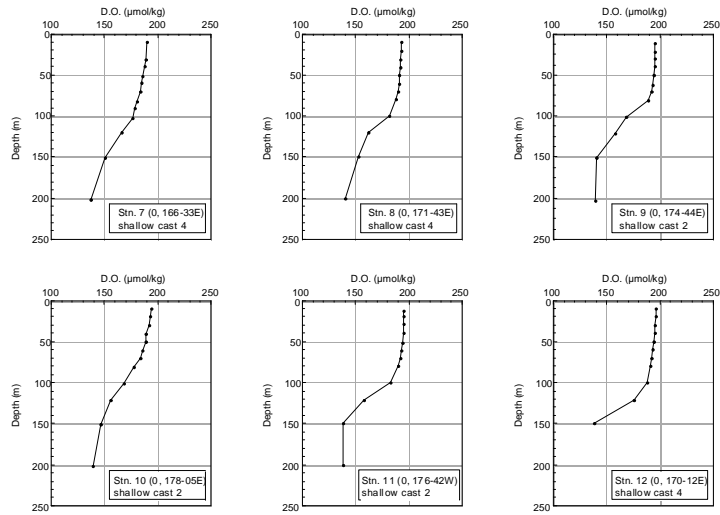 D.O. (µmol/kg)
100 150 200 250
0
50
100
150
200
250
Depth (m)
Stn. 7 (0, 166-33E)
shallow cast 4
D.O. (µmol/kg)
100 150 200 250
0
50
100
150
200
250
Depth (m)
Stn. 8 (0, 171-43E)
shallow cast 4
D.O. (µmol/kg)
100 150 200 250
0
50
100
150
200
250
Depth (m)
Stn. 9 (0, 174-44E)
shallow cast 2
D.O. (µmol/kg)
100 150 200 250
0
50
100
150
200
250
Depth (m)
Stn. 10 (0, 178-05E)
shallow cast 2
D.O. (µmol/kg)
100 150 200 250
0
50
100
150
200
250
Depth (m)
Stn. 11 (0, 176-42W)
shallow cast 2
D.O. (µmol/kg)
100 150 200 250
0
50
100
150
200
250
Depth (m)
Stn. 12 (0, 170-12E)
shallow cast 4